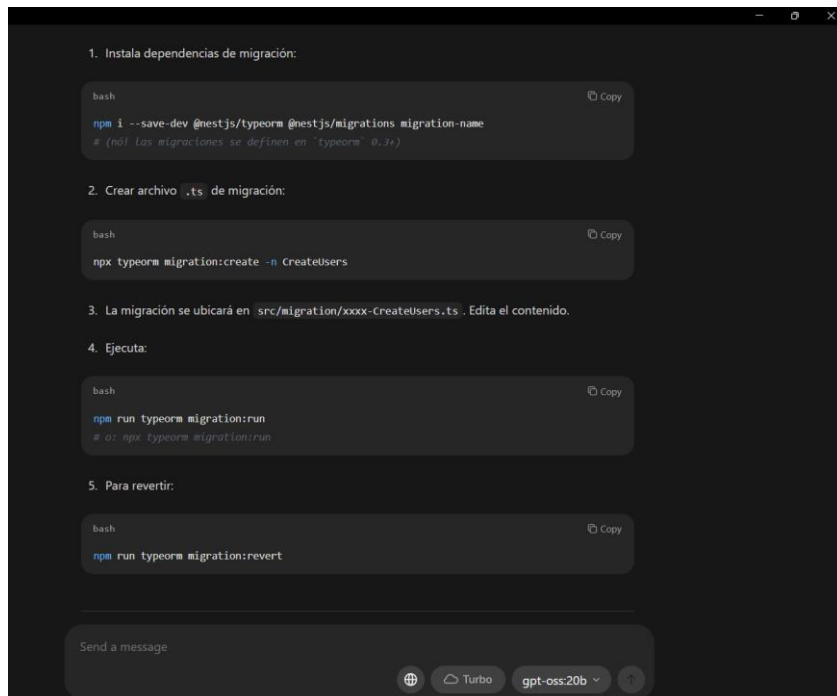 1. Instala dependencias de migración:
bash
Copy
npm i --save-dev @nestjs/typeorm @nestjs/migrations migration-name
# (nó! las migraciones se definen en `typeorm` 0.3+)
2. Crear archivo .ts de migración:
bash
Copy
npx typeorm migration:create -n CreateUsers
3. La migración se ubicará en src/migration/xxxx-CreateUsers.ts. Edita el contenido.
4. Ejecuta:
bash
Copy
npm run typeorm migration:run
# o: npx typeorm migration:run
5. Para revertir:
bash
Copy
npm run typeorm migration:revert
Send a message
Turbo
gpt-oss:20b